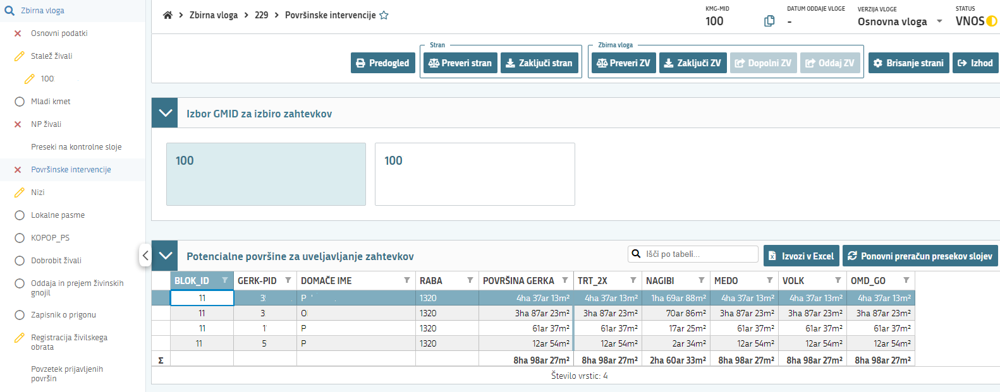 Zbirna vloga
Osnovni podatki
Stalež živali
100
Mladi kmet
NP živali
Preseki na kontrolne sloje
Površinske intervencije
Nizi
Lokalne pasme
KOPOP_PS
Dobrobit živali
Oddaja in prejem živinskih
gnojil
Zapisnik o prigonu
Registracija živilskega
obrata
Povzetek prijavljenih
površin
Zbirna vloga > 229 > Površinske intervencije
KMG-MID
100
DATUM ODDAJE VLOGE
-
VERZIJA VLOGE
Osnovna vloga
STATUS
VNOS
Predogled
Stran
Preveri stran
Zaključi stran
Zbirna vloga
Preveri ZV
Zaključi ZV
Dopolni ZV
Oddaj ZV
Brisanje strani
Izhod
Izbor GMID za izbiro zahtevkov
100
100
Potencialne površine za uveljavljanje zahtevkov
Išči po tabeli...
Izvozi v Excel
Ponovni preračun presekov slojev
BLOK_ID GERK-PID DOMAČE IME RABA POVRŠINA GERKA TRT_2X NAGIBI MEDO VOLK OMD_GO
11 3 P 1320 4ha 37ar 13m² 4ha 37ar 13m² 1ha 69ar 88m² 4ha 37ar 13m² 4ha 37ar 13m² 4ha 37ar 13m²
11 3 O 1320 3ha 87ar 23m² 3ha 87ar 23m² 70ar 86m² 3ha 87ar 23m² 3ha 87ar 23m² 3ha 87ar 23m²
11 1 P 1320 61ar 37m² 61ar 37m² 17ar 25m² 61ar 37m² 61ar 37m² 61ar 37m²
11 5 P 1320 12ar 54m² 12ar 54m² 2ar 34m² 12ar 54m² 12ar 54m² 12ar 54m²
Σ 8ha 98ar 27m² 8ha 98ar 27m² 2ha 60ar 33m² 8ha 98ar 27m² 8ha 98ar 27m² 8ha 98ar 27m²
Število vrstic: 4